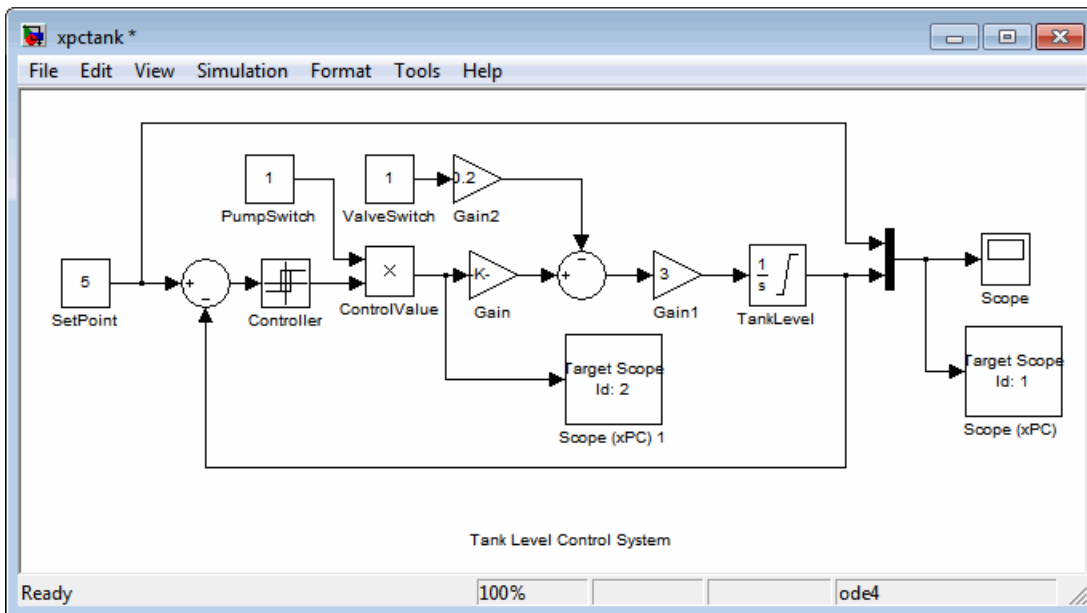 xpctank *
File Edit View Simulation Format Tools Help
1
PumpSwitch
1
ValveSwitch
0.2
Gain2
5
SetPoint
+
−
Controller
×
ControlValue
-K-
Gain
+
−
3
Gain1
1
s
TankLevel
Scope
Target Scope
Id: 2
Scope (xPC) 1
Target Scope
Id: 1
Scope (xPC)
Tank Level Control System
Ready 100% ode4